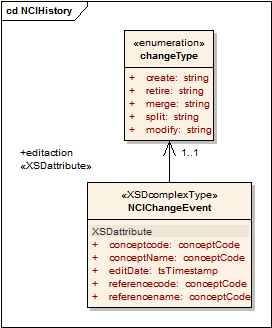 cd NCIHistory
«enumeration»
changeType
+ create: string
+ retire: string
+ merge: string
+ split: string
+ modify: string
+editaction
«XSDattribute»
1..1
«XSDcomplexType»
NCIChangeEvent
XSDattribute
+ conceptcode: conceptCode
+ conceptName: conceptCode
+ editDate: tsTimestamp
+ referencecode: conceptCode
+ referencename: conceptCode